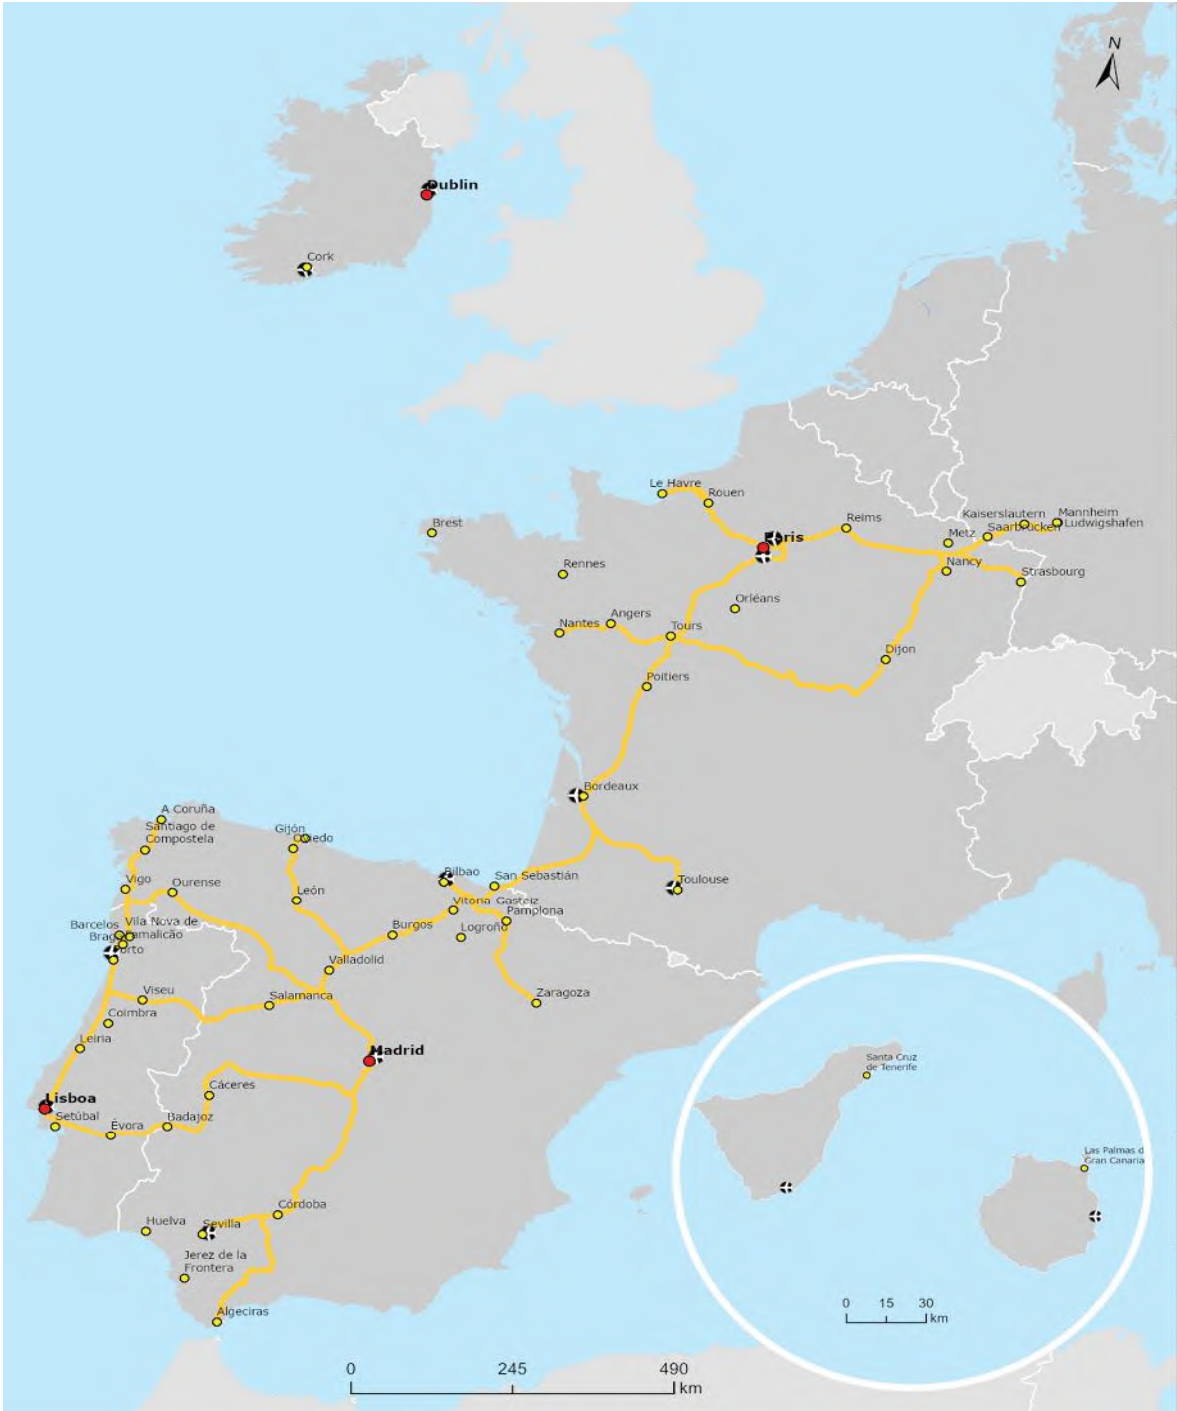 N
Dublin
Cork
Le Havre
Rouen
Reims
Kaiserslautern
Mannheim
Ludwigshafen
Saarbrücken
Metz
Brest
Paris
Nancy
Strasbourg
Rennes
Orléans
Nantes
Angers
Tours
Dijon
Poitiers
Bordeaux
A Coruña
Santiago de
Compostela
Gijón
Oviedo
Bilbao
San Sebastián
Toulouse
Vigo
Ourense
León
Vitoria-Gasteiz
Pamplona
Barcelos
Vila Nova de
Famalicão
Braga
Burgos
Logroño
Porto
Valladolid
Viseu
Salamanca
Zaragoza
Coimbra
Leiria
Madrid
Santa Cruz
de Tenerife
Cáceres
Lisboa
Setúbal
Évora
Badajoz
Las Palmas d
Gran Canaria
Córdoba
Huelva
Sevilla
Jerez de la
Frontera
Algeciras
0 15 30
km
0 245 490
km